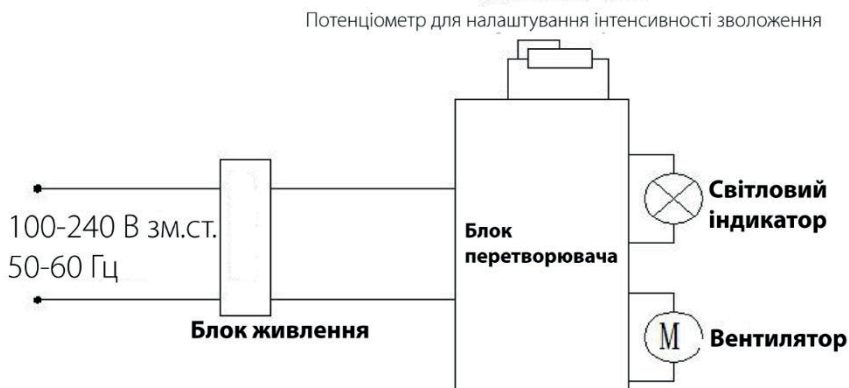 Потенціометр для налаштування інтенсивності зволоження
100-240 В зм.ст.
50-60 Гц
Блок живлення
Блок
перетворювача
Світловий
індикатор
M
Вентилятор